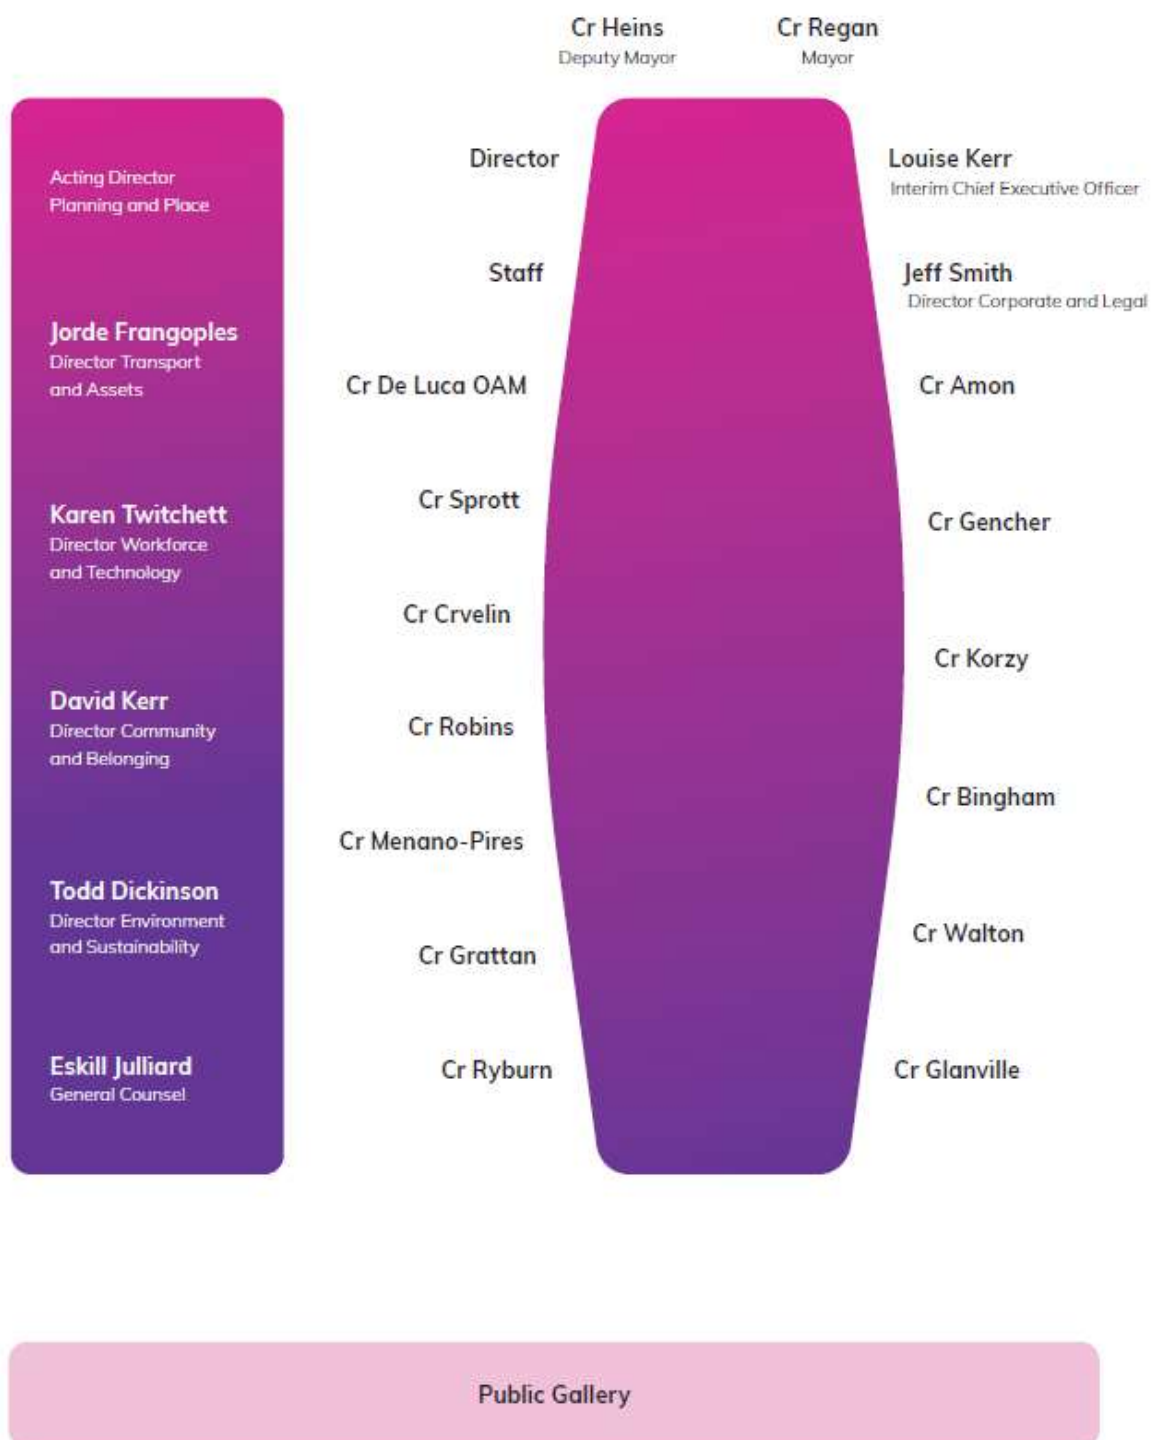 Cr Heins
Deputy Mayor
Cr Regan
Mayor
Acting Director
Planning and Place
Jorde Frangoples
Director Transport
and Assets
Karen Twitchett
Director Workforce
and Technology
David Kerr
Director Community
and Belonging
Todd Dickinson
Director Environment
and Sustainability
Eskill Julliard
General Counsel
Director
Staff
Cr De Luca OAM
Cr Sprott
Cr Crvelin
Cr Robins
Cr Menano-Pires
Cr Grattan
Cr Ryburn
Louise Kerr
Interim Chief Executive Officer
Jeff Smith
Director Corporate and Legal
Cr Amon
Cr Gencher
Cr Korzy
Cr Bingham
Cr Walton
Cr Glanville
Public Gallery